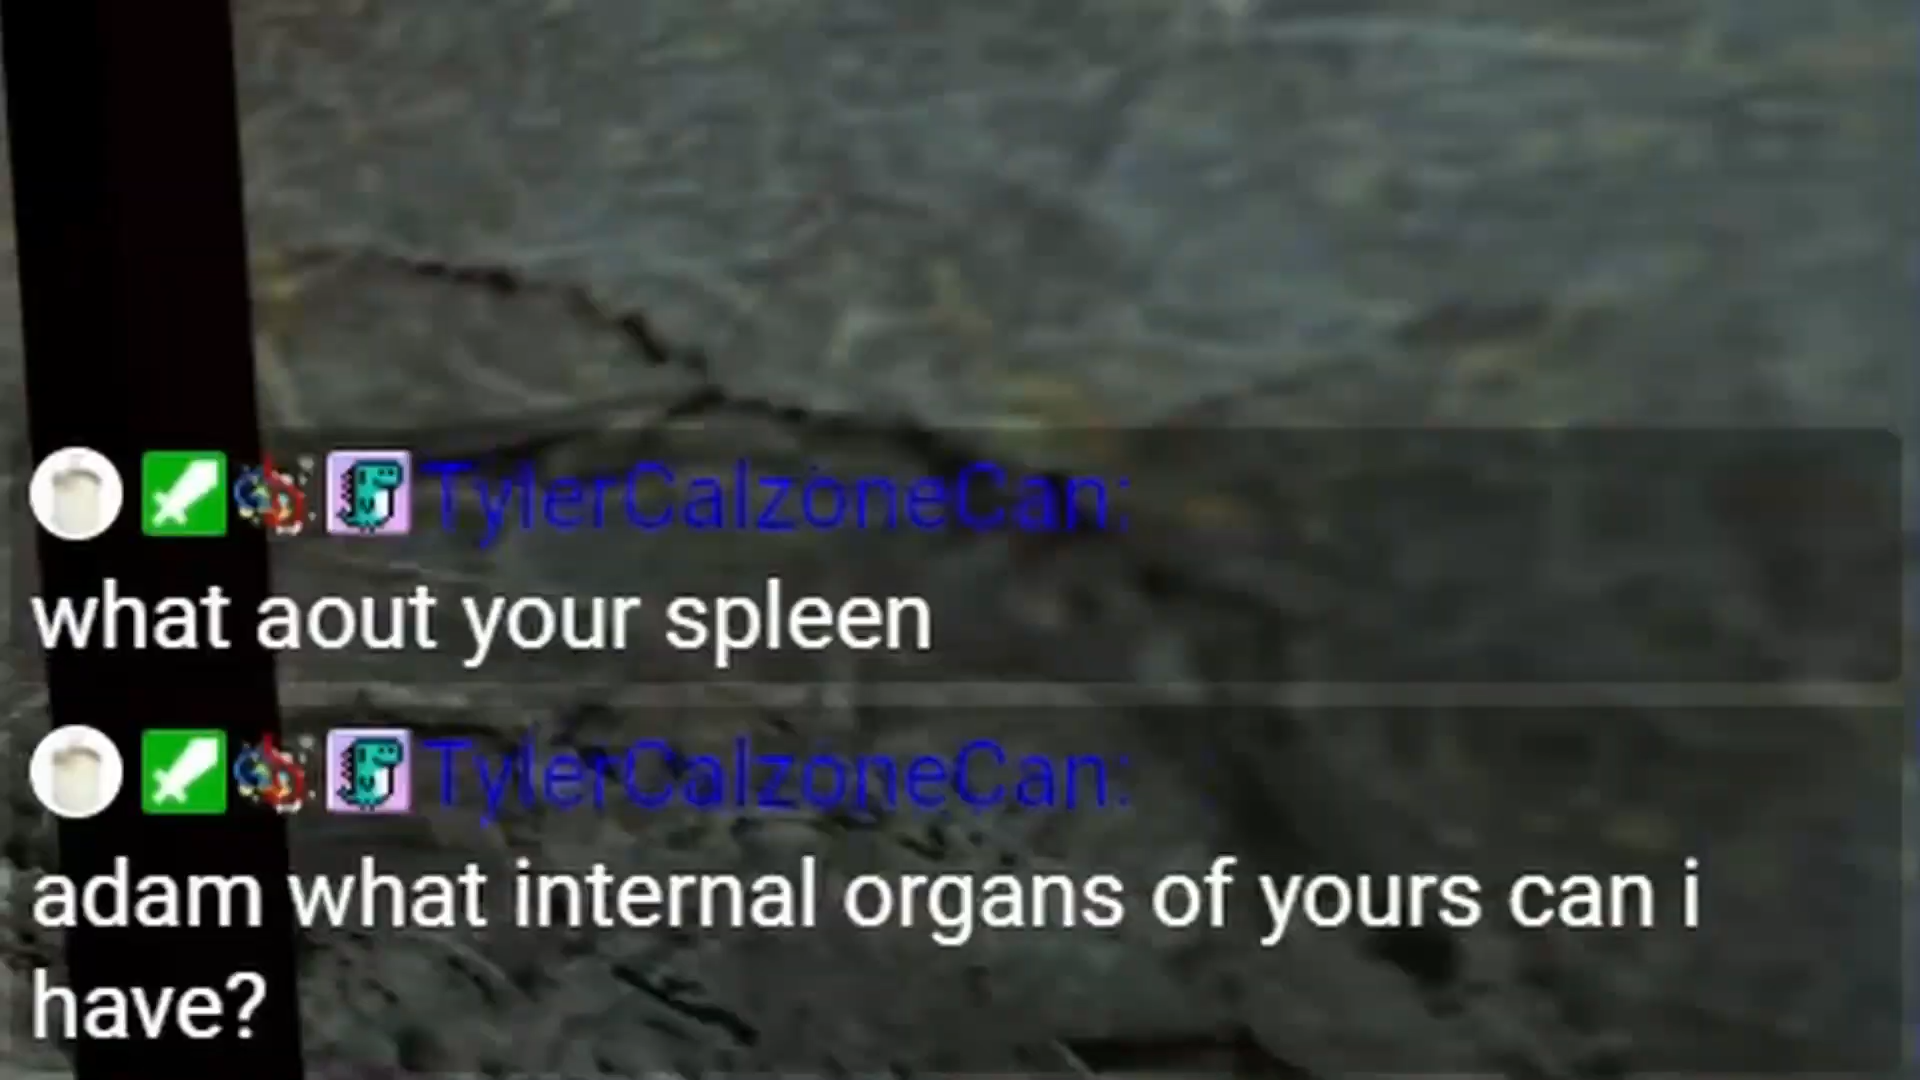 TylerCalzoneCan:
what aout your spleen
TylerCalzoneCan:
adam what internal organs of yours can i
have?